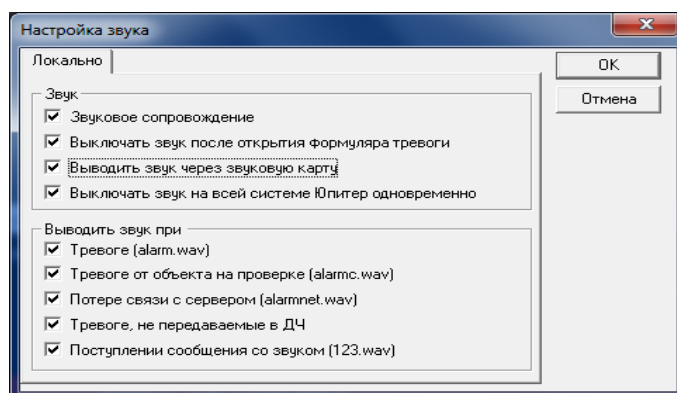 Настройка звука
Локально
OK
Отмена
Звук
Звуковое сопровождение
Выключать звук после открытия формуляра тревоги
Выводить звук через звуковую карту
Выключать звук на всей системе Юпитер одновременно
Выводить звук при
Тревоге (alarm.wav)
Тревоге от объекта на проверке (alarmc.wav)
Потере связи с сервером (alarmnet.wav)
Тревоге, не передаваемые в ДЧ
Поступлении сообщения со звуком (123.wav)